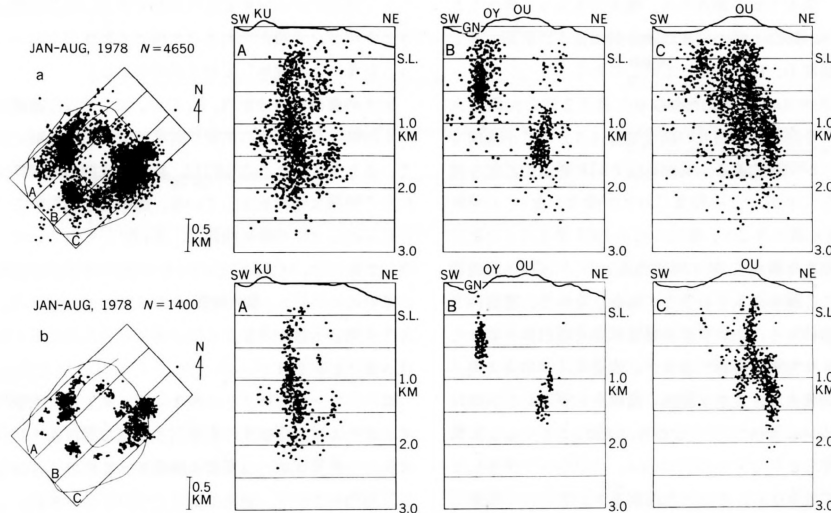 JAN-AUG, 1978 N=4650
a
N
A
B
C
0.5
KM
SW KU NE
A
S.L.
1.0
KM
2.0
3.0
SW GN OY OU NE
B
S.L.
1.0
KM
2.0
3.0
SW OU NE
C
S.L.
1.0
KM
2.0
3.0
JAN-AUG, 1978 N=1400
b
N
A
B
C
0.5
KM
SW KU NE
A
S.L.
1.0
KM
2.0
3.0
SW GN OY OU NE
B
S.L.
1.0
KM
2.0
3.0
SW OU NE
C
S.L.
1.0
KM
2.0
3.0